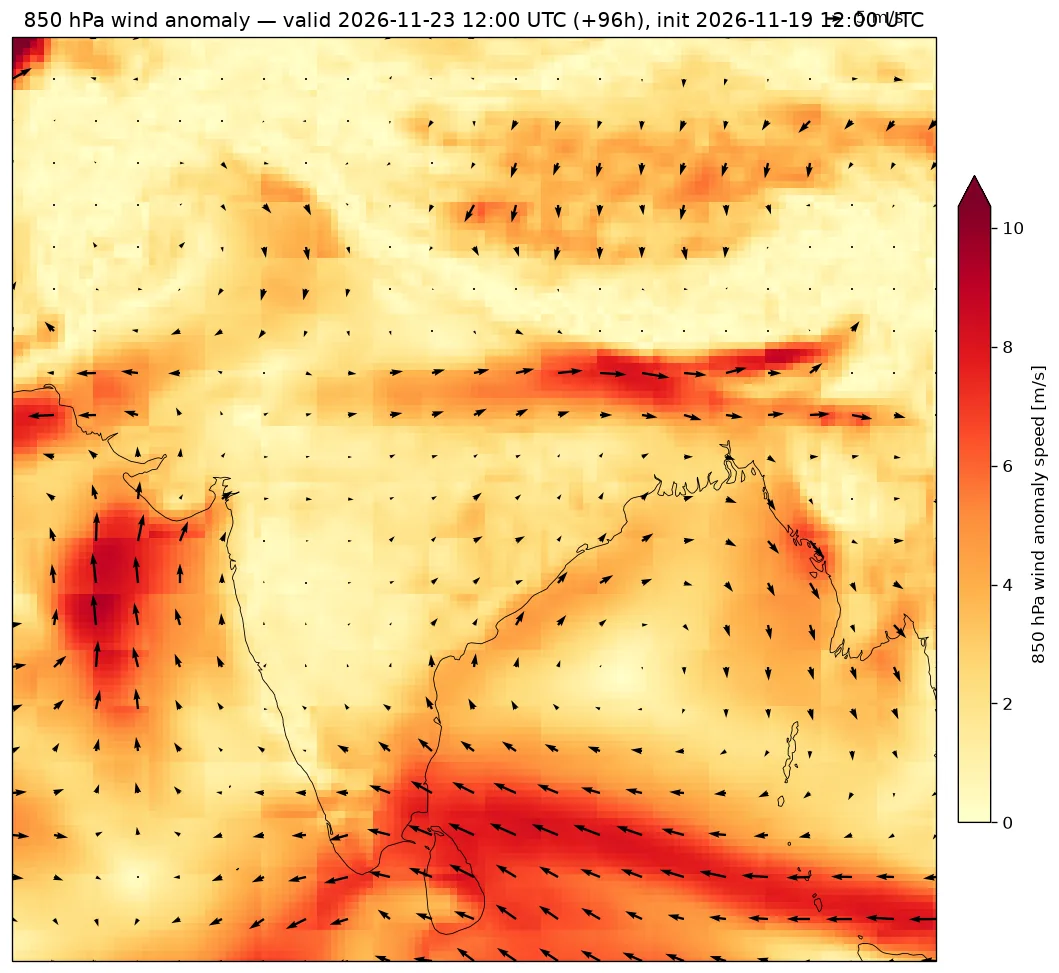 850 hPa wind anomaly — valid 2026-11-23 12:00 UTC (+96h), init 2026-11-19 12:00 UTC
5 m/s
10
8
6
4
2
0
850 hPa wind anomaly speed [m/s]